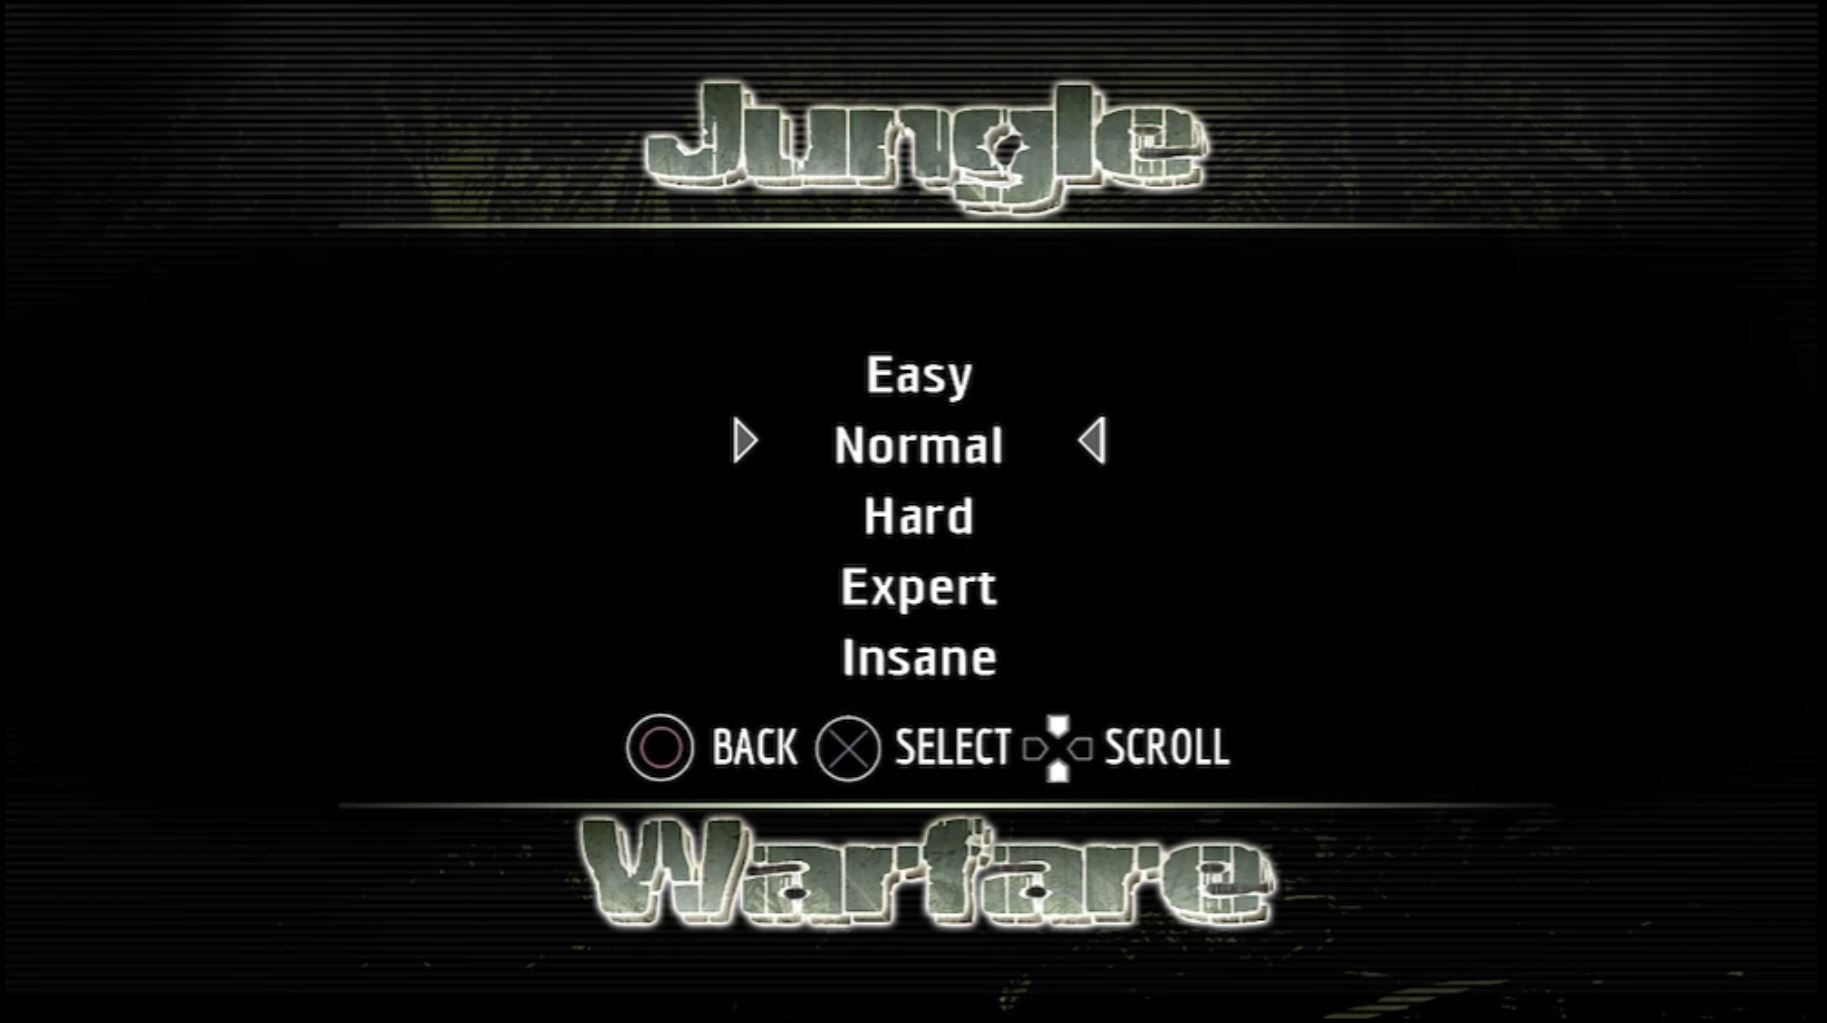 Jungle
Easy
Normal
Hard
Expert
Insane
BACK SELECT SCROLL
Warfare